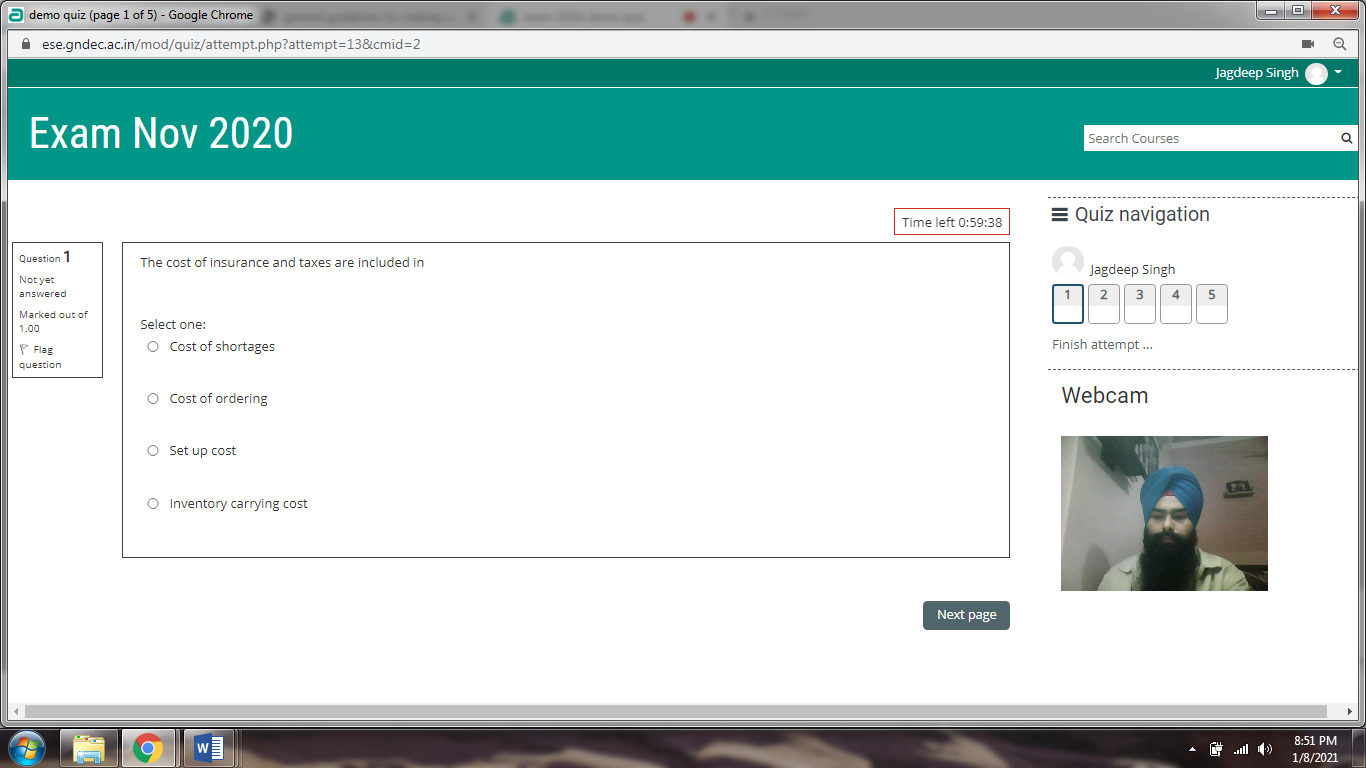 demo quiz (page 1 of 5) - Google Chrome
ese.gndec.ac.in/mod/quiz/attempt.php?attempt=13&cmid=2
Jagdeep Singh
Exam Nov 2020
Search Courses
Quiz navigation
Time left 0:59:38
Question 1
Not yet
answered
Marked out of
1.00
Flag
question
The cost of insurance and taxes are included in
Select one:
Cost of shortages
Cost of ordering
Set up cost
Inventory carrying cost
Next page
Jagdeep Singh
1 2 3 4 5
Finish attempt ...
Webcam
8:51 PM
1/8/2021